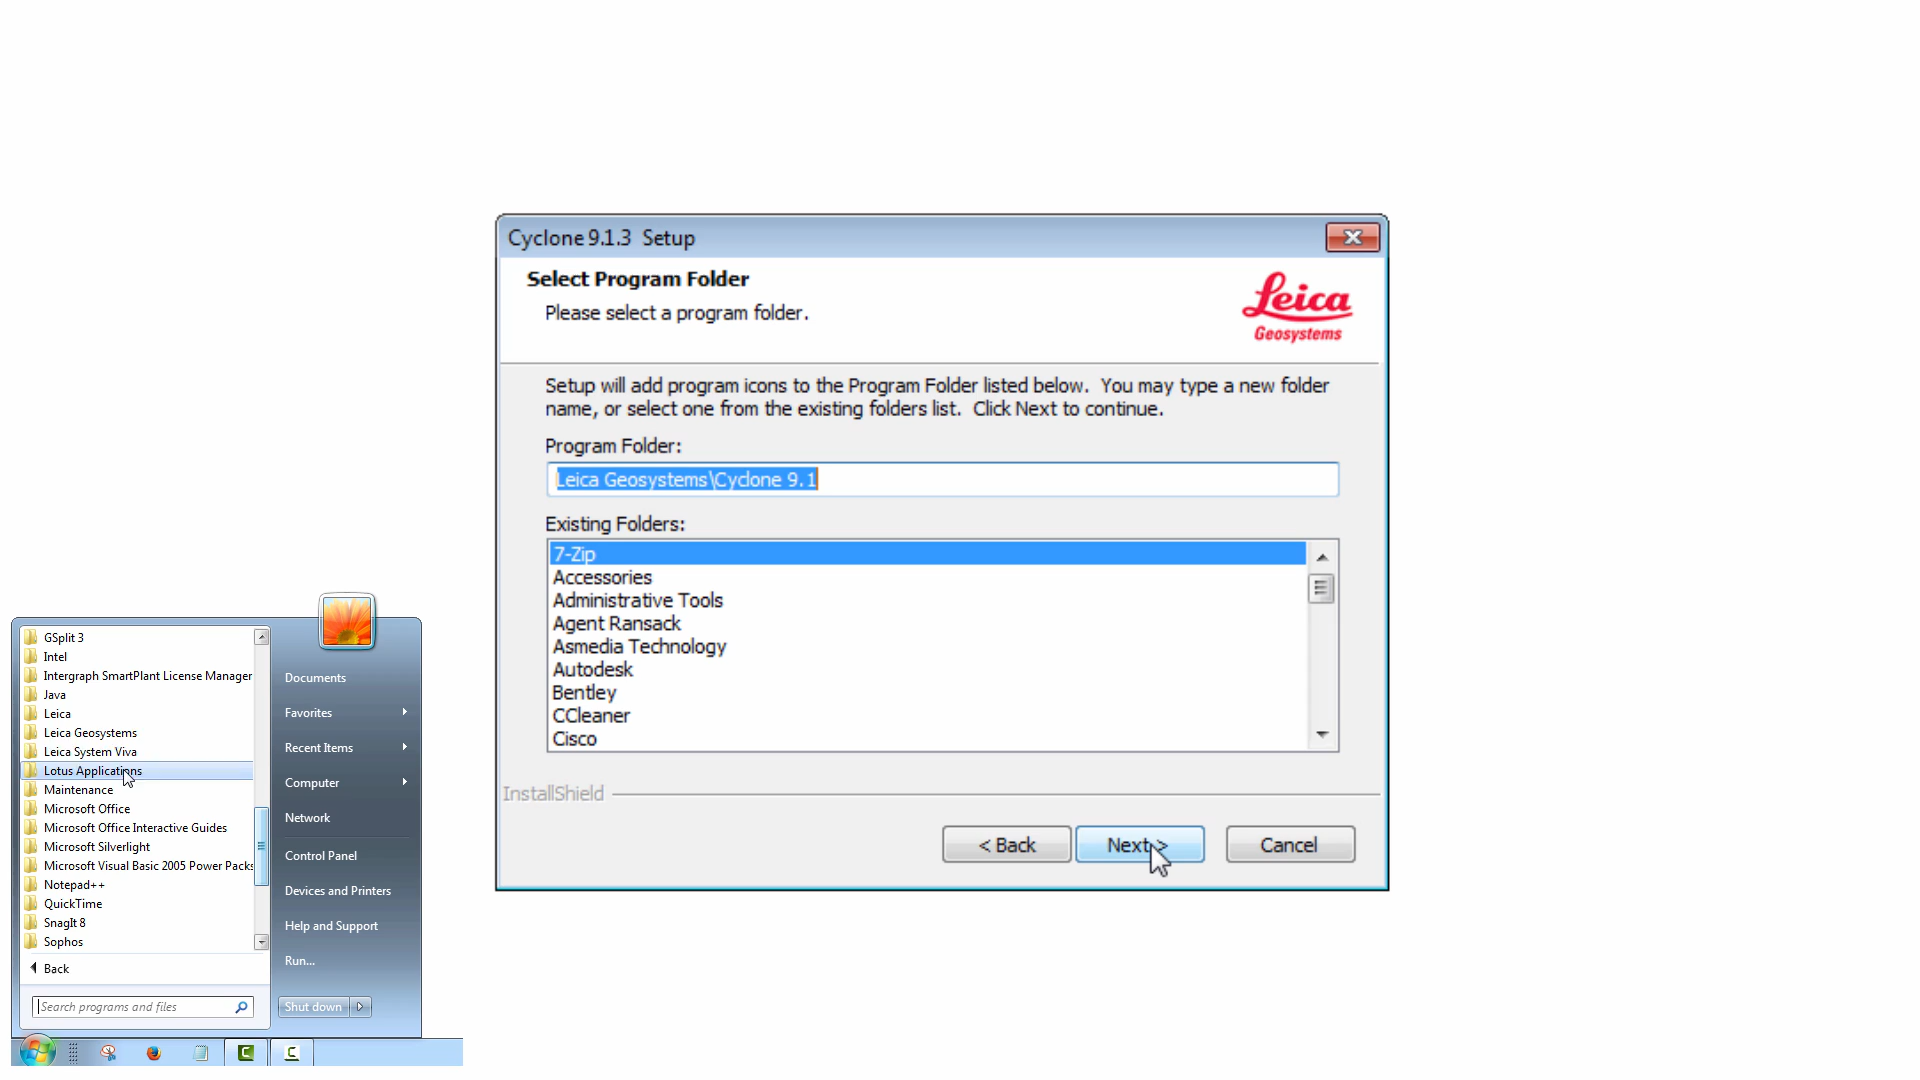 Cyclone 9.1.3 Setup
Select Program Folder
Please select a program folder.
Leica
Geosystems
Setup will add program icons to the Program Folder listed below. You may type a new folder
name, or select one from the existing folders list. Click Next to continue.
Program Folder:
Leica Geosystems\Cyclone 9.1
Existing Folders:
7-Zip
Accessories
Administrative Tools
Agent Ransack
Asmedia Technology
Autodesk
Bentley
CCleaner
Cisco
InstallShield
< Back
Next >
Cancel
GSplit 3
Intel
Intergraph SmartPlant License Manager
Java
Leica
Leica Geosystems
Leica System Viva
Lotus Applications
Maintenance
Microsoft Office
Microsoft Office Interactive Guides
Microsoft Silverlight
Microsoft Visual Basic 2005 Power Packs
Notepad++
QuickTime
SnagIt 8
Sophos
Back
Search programs and files
Documents
Favorites
Recent Items
Computer
Network
Control Panel
Devices and Printers
Help and Support
Run...
Shut down